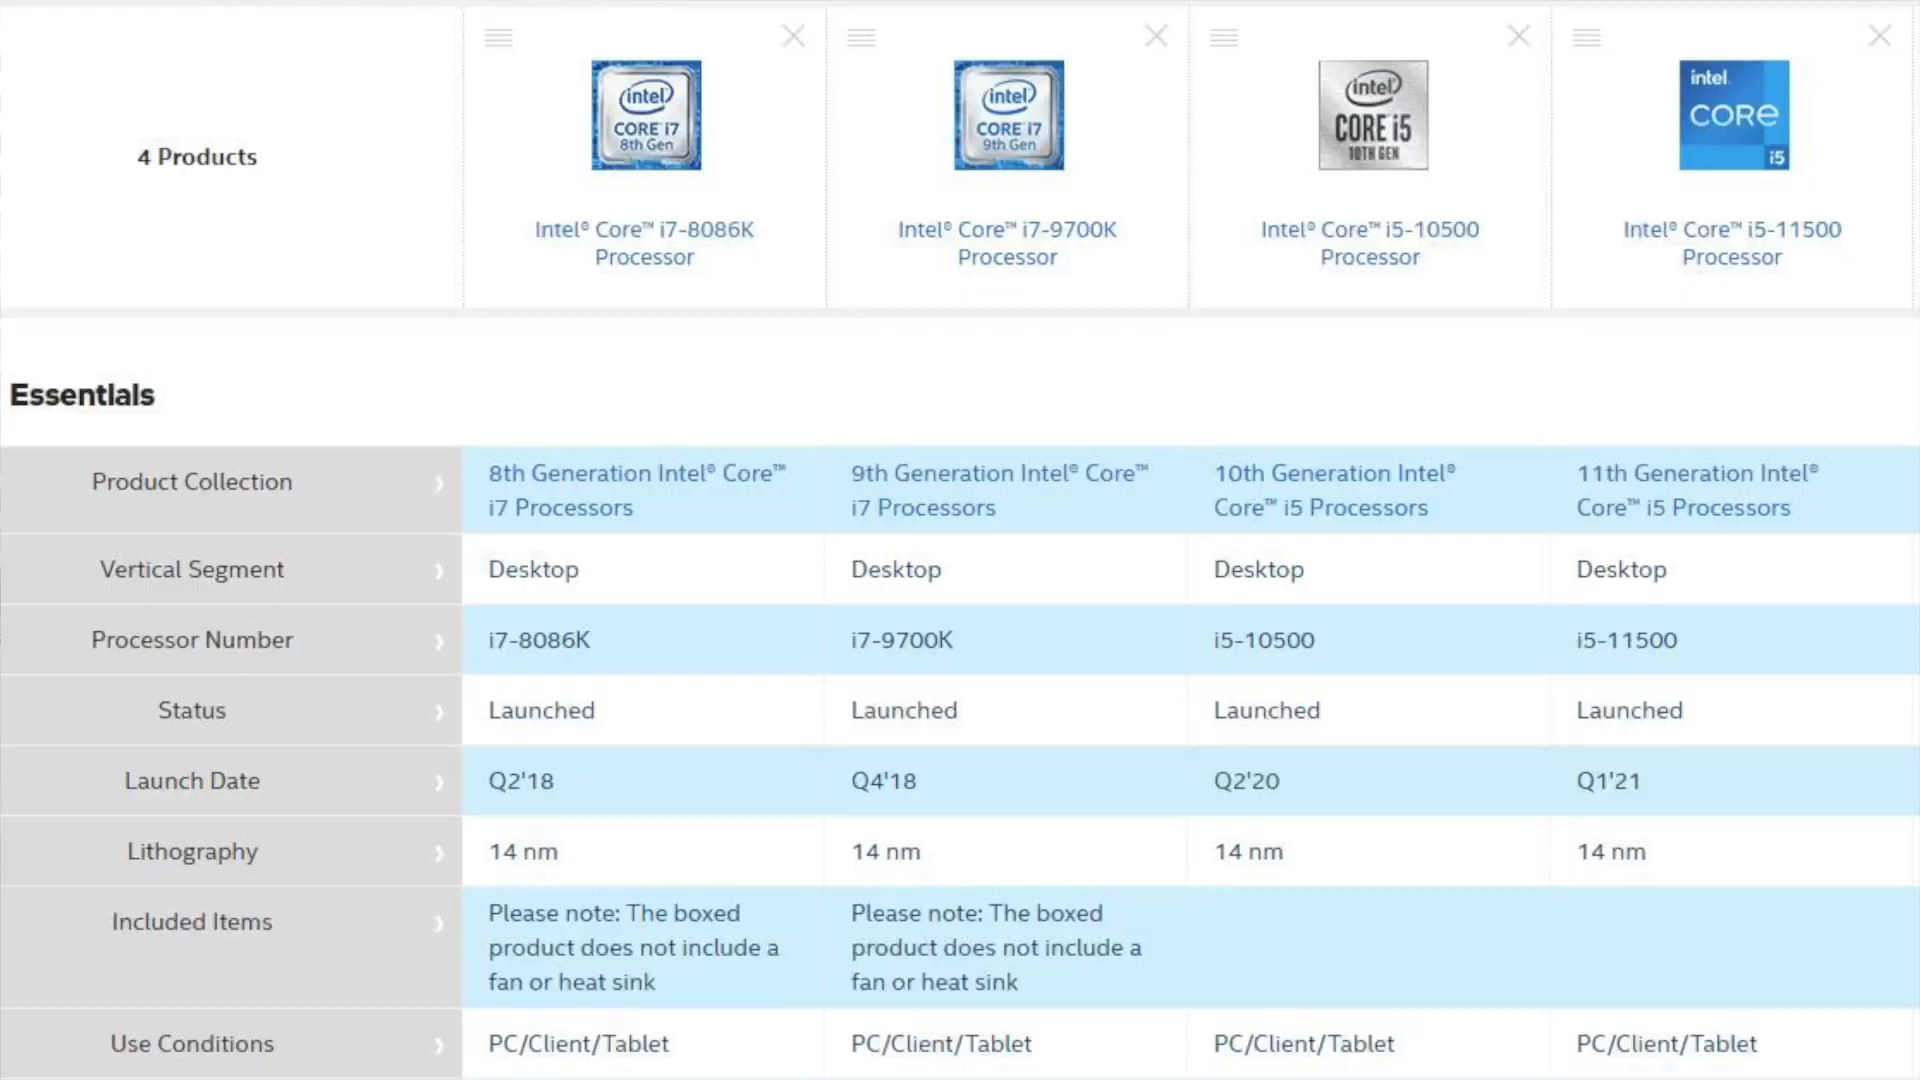 4 Products
intel
CORE i7
8th Gen
Intel® Core™ i7-8086K
Processor
intel
CORE i7
9th Gen
Intel® Core™ i7-9700K
Processor
intel
CORE i5
10TH GEN
Intel® Core™ i5-10500
Processor
intel.
CORE
i5
Intel® Core™ i5-11500
Processor
Essentials
Product Collection
8th Generation Intel® Core™
i7 Processors
9th Generation Intel® Core™
i7 Processors
10th Generation Intel®
Core™ i5 Processors
11th Generation Intel®
Core™ i5 Processors
Vertical Segment
Desktop
Desktop
Desktop
Desktop
Processor Number
i7-8086K
i7-9700K
i5-10500
i5-11500
Status
Launched
Launched
Launched
Launched
Launch Date
Q2'18
Q4'18
Q2'20
Q1'21
Lithography
14 nm
14 nm
14 nm
14 nm
Included Items
Please note: The boxed
product does not include a
fan or heat sink
Please note: The boxed
product does not include a
fan or heat sink
Use Conditions
PC/Client/Tablet
PC/Client/Tablet
PC/Client/Tablet
PC/Client/Tablet